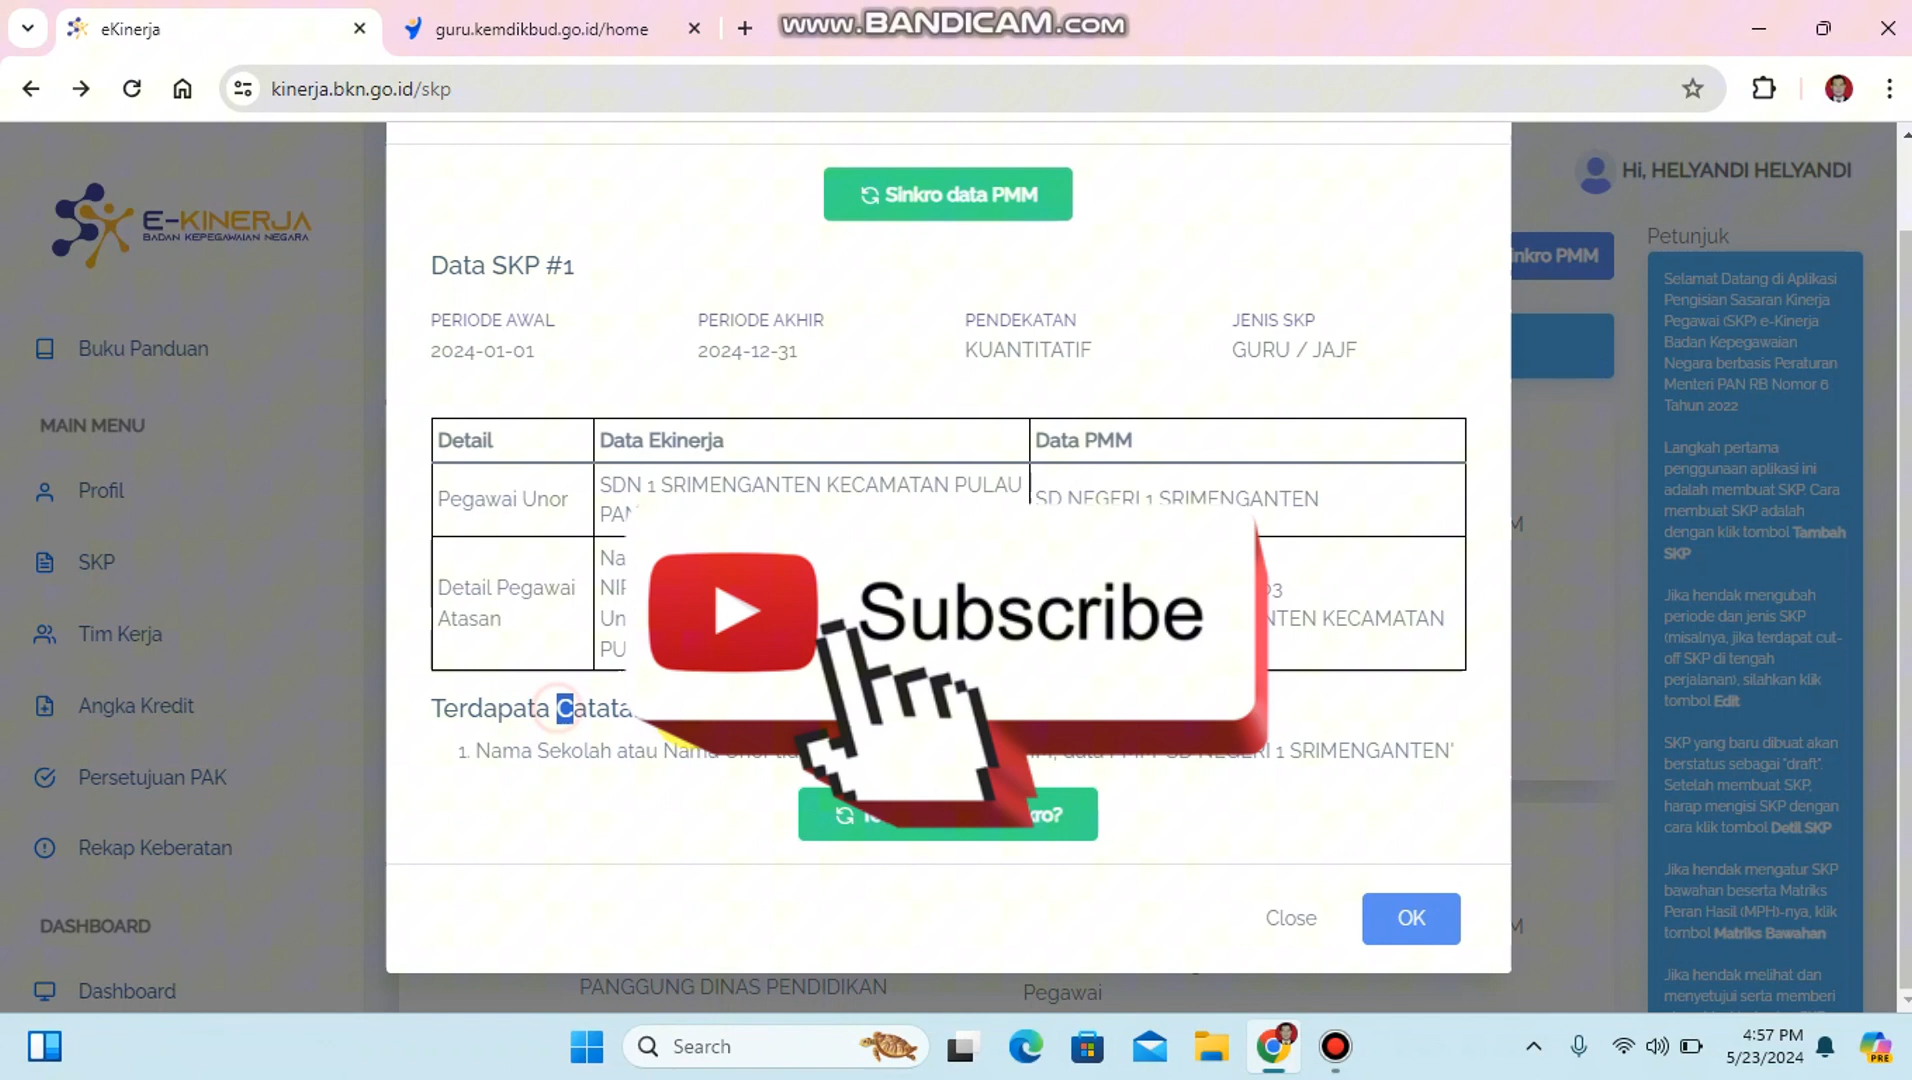 eKinerja
guru.kemdikbud.go.id/home
www.BANDICAM.com
kinerja.bkn.go.id/skp
E-KINERJA
BADAN KEPEGAWAIAN NEGARA
Buku Panduan
MAIN MENU
Profil
SKP
Tim Kerja
Angka Kredit
Persetujuan PAK
Rekap Keberatan
DASHBOARD
Dashboard
Sinkro data PMM
Data SKP #1
PERIODE AWAL PERIODE AKHIR PENDEKATAN JENIS SKP
2024-01-01 2024-12-31 KUANTITATIF GURU / JAJF
Detail Data Ekinerja Data PMM
Pegawai Unor SDN 1 SRIMENGANTEN KECAMATAN PULAU SD NEGERI 1 SRIMENGANTEN
Detail Pegawai
Atasan KECAMATAN
Subscribe
Terdapata
1. Nama Sekolah atau Nama 1 SRIMENGANTEN'
Close OK
PANGGUNG DINAS PENDIDIKAN
Pegawai
Hi, HELYANDI HELYANDI
PMM
Petunjuk
Selamat Datang di Aplikasi
Pengisian Sasaran Kinerja
Pegawai (SKP) e-Kinerja
Badan Kepegawaian
Negara berbasis Peraturan
Menteri PAN RB Nomor 6
Tahun 2022
Langkah pertama
penggunaan aplikasi ini
adalah membuat SKP. Cara
membuat SKP adalah
dengan klik tombol Tambah
SKP
Jika hendak mengubah
periode dan jenis SKP
(misalnya, jika terdapat cut-
off SKP di tengah
perjalanan), silahkan klik
tombol Edit
SKP yang baru dibuat akan
berstatus sebagai "draft".
Setelah membuat SKP,
harap mengisi SKP dengan
cara klik tombol Detil SKP
Jika hendak mengatur SKP
bawahan beserta Matriks
Peran Hasil (MPH)-nya, klik
tombol Matriks Bawahan
Jika hendak melihat dan
menyetujui serta memberi
Search
4:57 PM
5/23/2024
PRE